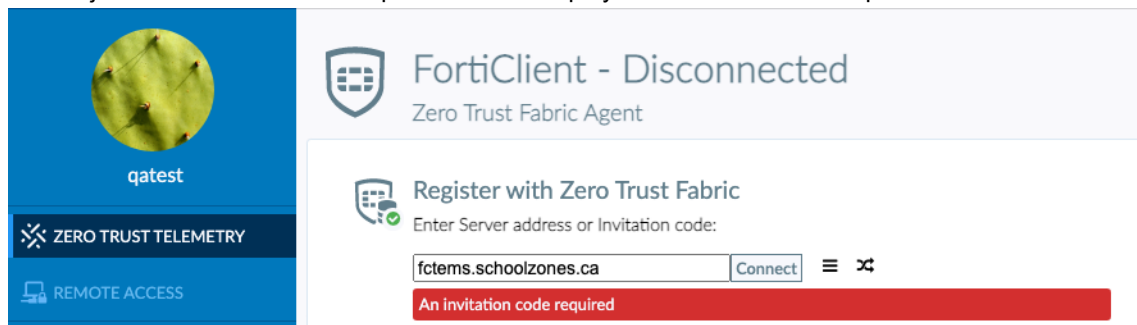 FortiClient - Disconnected
Zero Trust Fabric Agent
qatest
ZERO TRUST TELEMETRY
REMOTE ACCESS
Register with Zero Trust Fabric
Enter Server address or Invitation code:
fctems.schoolzones.ca
Connect
An invitation code required